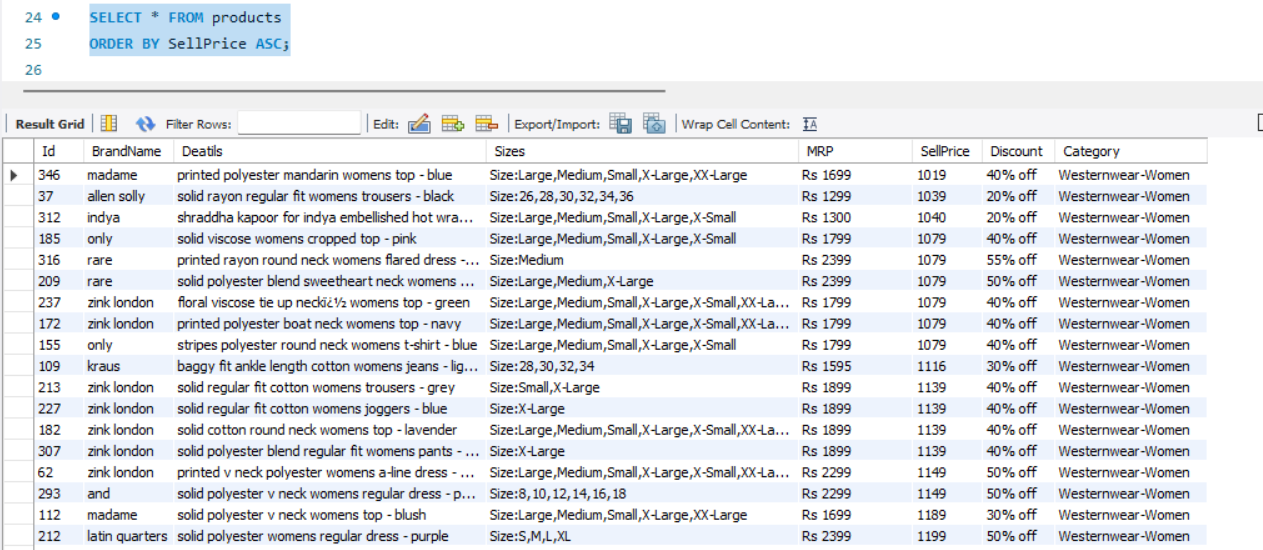 24 SELECT * FROM products
25 ORDER BY SellPrice ASC;
26
Result Grid Filter Rows: Edit: Export/Import: Wrap Cell Content:
Id BrandName Deatils Sizes MRP SellPrice Discount Category
346 madame printed polyester mandarin womens top - blue Size:Large,Medium,Small,X-Large,XX-Large Rs 1699 1019 40% off Westernwear-Women
37 allen solly solid rayon regular fit womens trousers - black Size:26,28,30,32,34,36 Rs 1299 1039 20% off Westernwear-Women
312 indya shraddha kapoor for indya embellished hot wra... Size:Large,Medium,Small,X-Large,X-Small Rs 1300 1040 20% off Westernwear-Women
185 only solid viscose womens cropped top - pink Size:Large,Medium,Small,X-Large,X-Small Rs 1799 1079 40% off Westernwear-Women
316 rare printed rayon round neck womens flared dress -... Size:Medium Rs 2399 1079 55% off Westernwear-Women
209 rare solid polyester blend sweetheart neck womens ... Size:Large,Medium,X-Large Rs 2399 1079 50% off Westernwear-Women
237 zink london floral viscose tie up neckï¿½ womens top - green Size:Large,Medium,Small,X-Large,X-Small,XX-La... Rs 1799 1079 40% off Westernwear-Women
172 zink london printed polyester boat neck womens top - navy Size:Large,Medium,Small,X-Large,X-Small,XX-La... Rs 1799 1079 40% off Westernwear-Women
155 only stripes polyester round neck womens t-shirt - blue Size:Large,Medium,Small,X-Large,X-Small Rs 1799 1079 40% off Westernwear-Women
109 kraus baggy fit ankle length cotton womens jeans - lig... Size:28,30,32,34 Rs 1595 1116 30% off Westernwear-Women
213 zink london solid regular fit cotton womens trousers - grey Size:Small,X-Large Rs 1899 1139 40% off Westernwear-Women
227 zink london solid regular fit cotton womens joggers - blue Size:X-Large Rs 1899 1139 40% off Westernwear-Women
182 zink london solid cotton round neck womens top - lavender Size:Large,Medium,Small,X-Large,X-Small,XX-La... Rs 1899 1139 40% off Westernwear-Women
307 zink london solid polyester blend regular fit womens pants - ... Size:X-Large Rs 1899 1139 40% off Westernwear-Women
62 zink london printed v neck polyester womens a-line dress - ... Size:Large,Medium,Small,X-Large,X-Small,XX-La... Rs 2299 1149 50% off Westernwear-Women
293 and solid polyester v neck womens regular dress - p... Size:8,10,12,14,16,18 Rs 2299 1149 50% off Westernwear-Women
112 madame solid polyester v neck womens top - blush Size:Large,Medium,Small,X-Large,XX-Large Rs 1699 1189 30% off Westernwear-Women
212 latin quarters solid polyester womens regular dress - purple Size:S,M,L,XL Rs 2399 1199 50% off Westernwear-Women